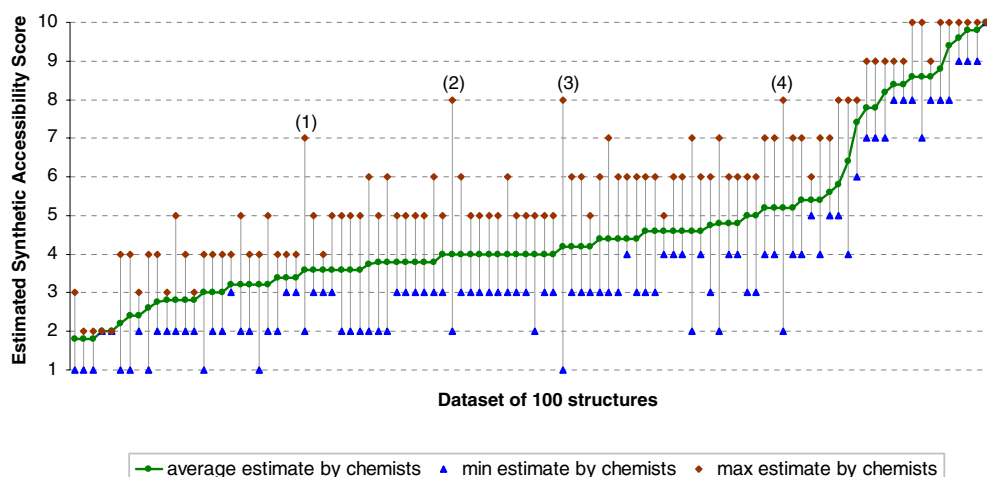 Estimated Synthetic Accessibility Score
10
9
8
7
6
5
4
3
2
1
(1)
(2)
(3)
(4)
Dataset of 100 structures
average estimate by chemists
min estimate by chemists
max estimate by chemists